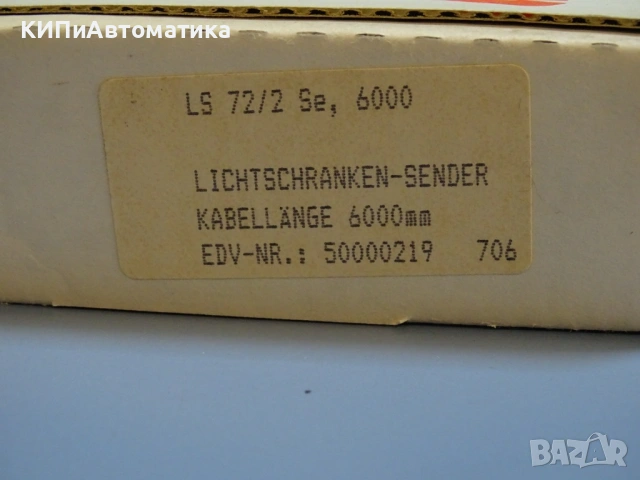 КИПиАвтоматика
LS 72/2 Se, 6000
LICHTSCHRANKEN-SENDER
KABELLÄNGE 6000mm
EDV-NR.: 50000219 706
BAZAR